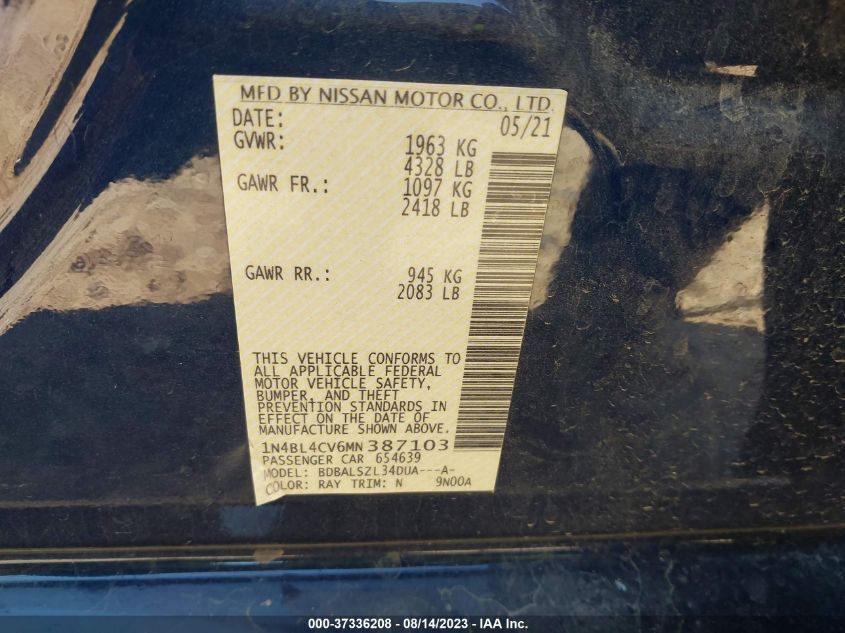 MFD BY NISSAN MOTOR CO., LTD.
DATE: 05/21
GVWR: 1963 KG
4328 LB
GAWR FR.: 1097 KG
2418 LB
GAWR RR.: 945 KG
2083 LB
THIS VEHICLE CONFORMS TO
ALL APPLICABLE FEDERAL
MOTOR VEHICLE SAFETY,
BUMPER, AND THEFT
PREVENTION STANDARDS IN
EFFECT ON THE DATE OF
MANUFACTURE SHOWN ABOVE.
1N4BL4CV6MN387103
PASSENGER CAR 654639
MODEL: BDBALSZL34DUA---A-
COLOR: RAY TRIM: N 9N00A
000-37336208 - 08/14/2023 - IAA Inc.